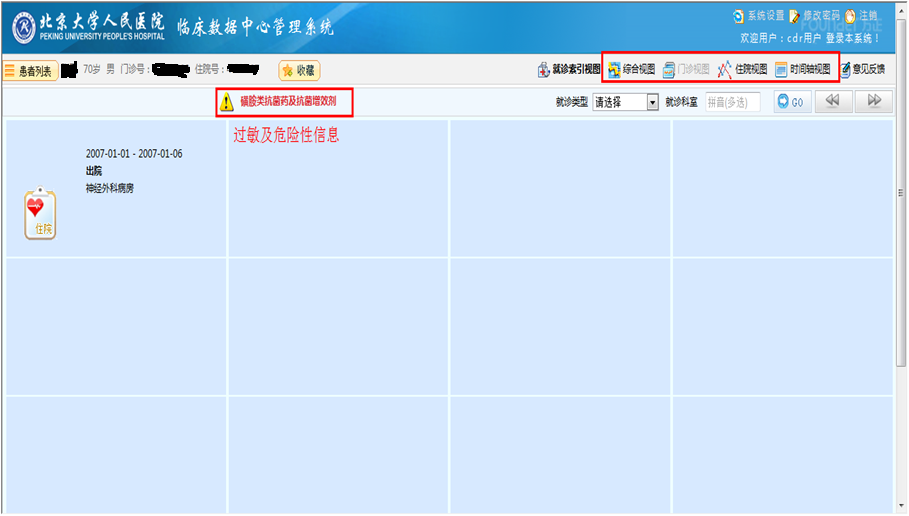 北京大学人民医院 临床数据中心管理系统
PEKING UNIVERSITY PEOPLE'S HOSPITAL
系统设置 修改密码 注销
欢迎用户：cdr用户 登录本系统！
患者列表 70岁 男 门诊号： 住院号： 收藏 就诊索引视图 综合视图 门诊视图 住院视图 时间轴视图 意见反馈
磺胺类抗菌药及抗菌增效剂 就诊类型 请选择 就诊科室 拼音(多选) GO
过敏及危险性信息
2007-01-01 - 2007-01-06
出院
神经外科病房
住院